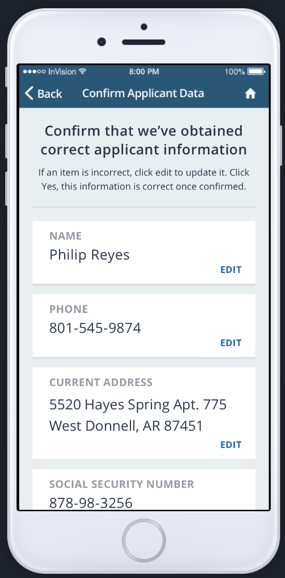 ●●●○○ InVision 8:00 PM 100%
Back Confirm Applicant Data
Confirm that we've obtained
correct applicant information
If an item is incorrect, click edit to update it. Click
Yes, this information is correct once confirmed.
NAME
Philip Reyes
EDIT
PHONE
801-545-9874
EDIT
CURRENT ADDRESS
5520 Hayes Spring Apt. 775
West Donnell, AR 87451
EDIT
SOCIAL SECURITY NUMBER
878-98-3256